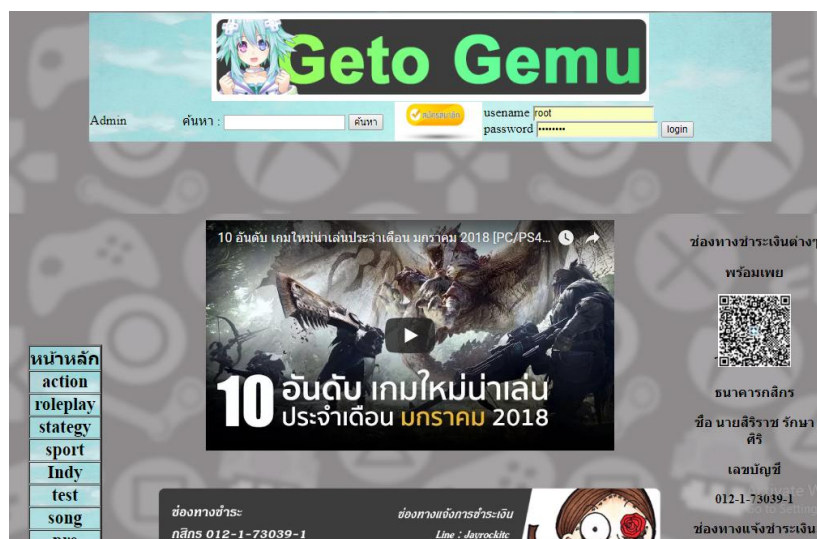 Geto Gemu
Admin
ค้นหา :
ค้นหา
สมัครสมาชิก
usename root
password ••••••••
login
10 อันดับ เกมใหม่น่าเล่นประจำเดือน มกราคม 2018 [PC/PS4...
10 อันดับ เกมใหม่น่าเล่น
ประจำเดือน มกราคม 2018
หน้าหลัก
action
roleplay
stategy
sport
Indy
test
song
ช่องทางชำระเงินต่างๆ
พร้อมเพย
ธนาคารกสิกร
ชื่อ นายสิริราช รักษา
ศิริ
เลขบัญชี
012-1-73039-1
ช่องทางแจ้งชำระเงิน
ช่องทางชำระ
กสิกร 012-1-73039-1
ช่องทางแจ้งการชำระเงิน
Line : Jayrockitc